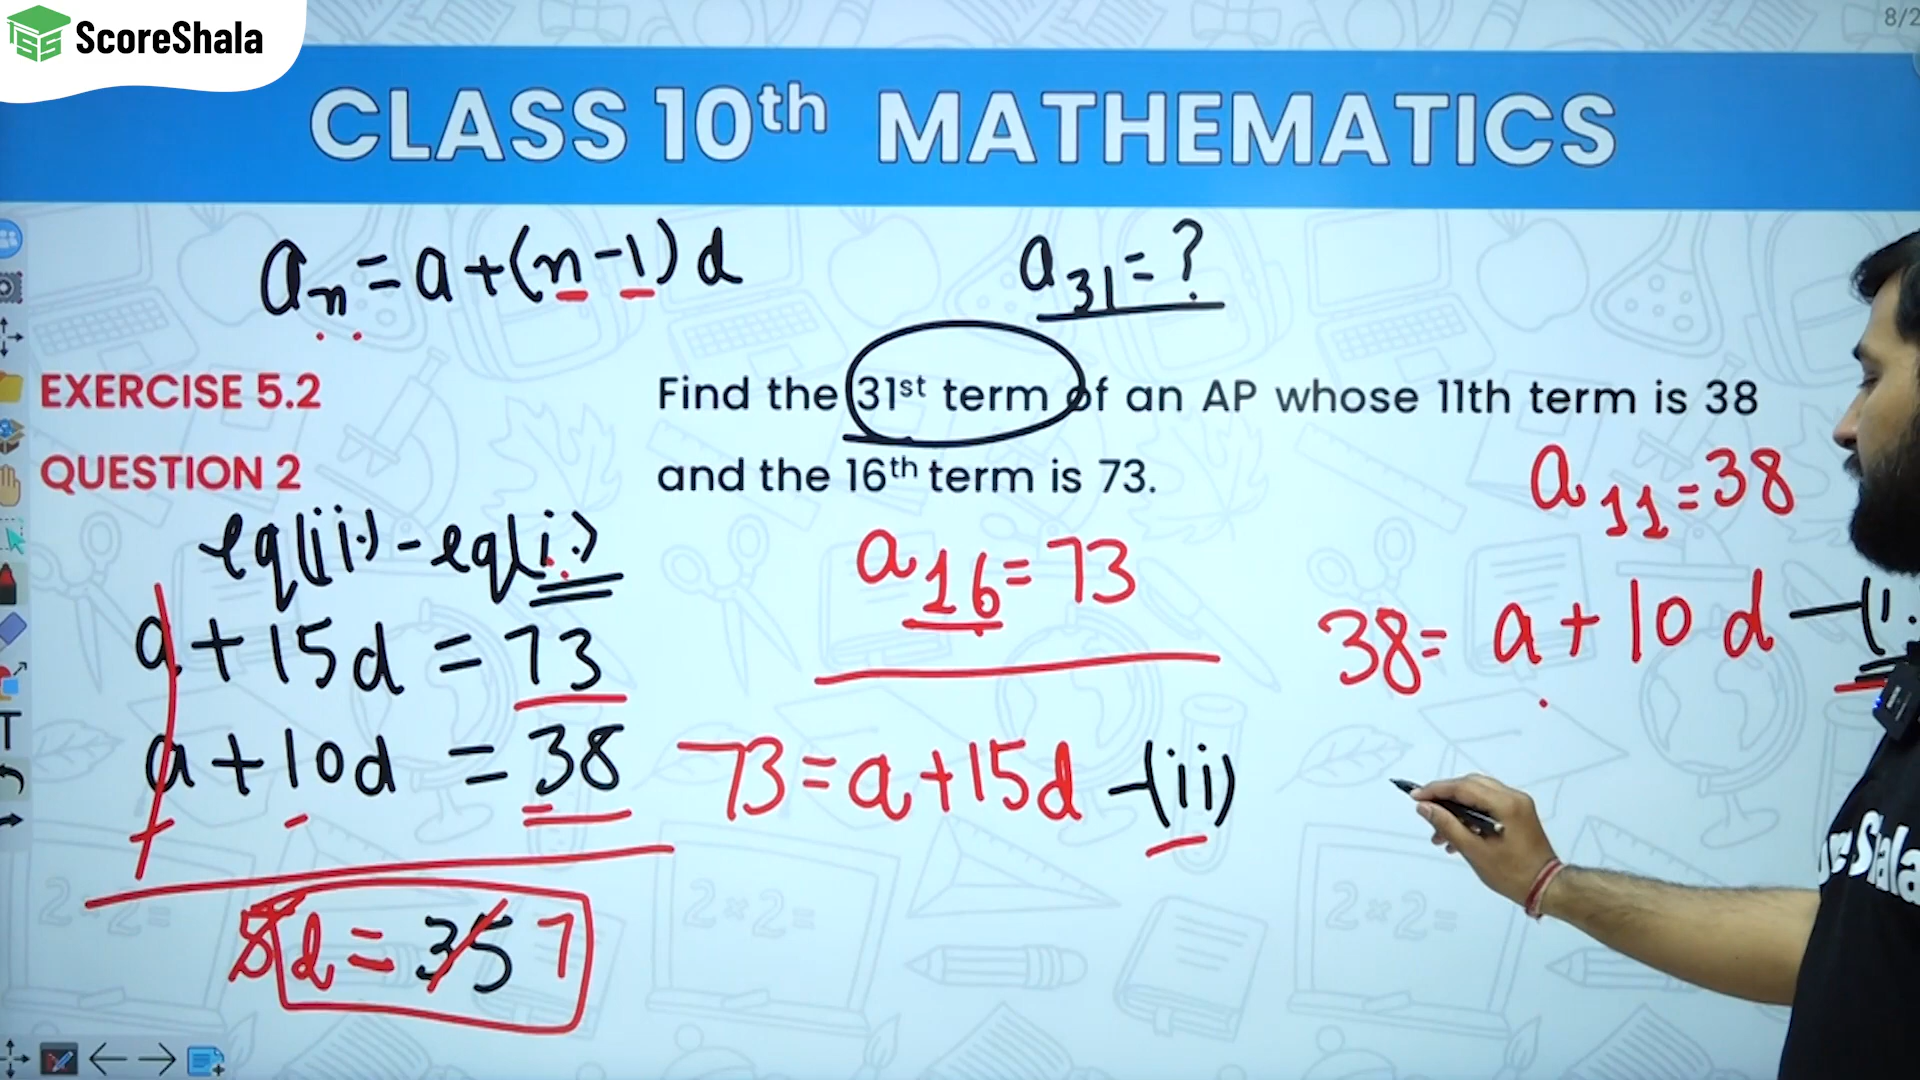 ScoreShala
8/2
CLASS 10th MATHEMATICS
aₙ = a + (n - 1) d
a₃₁ = ?
EXERCISE 5.2
QUESTION 2
Find the 31st term of an AP whose 11th term is 38
and the 16th term is 73.
a₁₁ = 38
38 = a + 10 d —(i.
a₁₆ = 73
73 = a + 15d —(ii)
eq(ii.) - eq(i.)
a + 15d = 73
a + 10d = 38
5d = 35 7